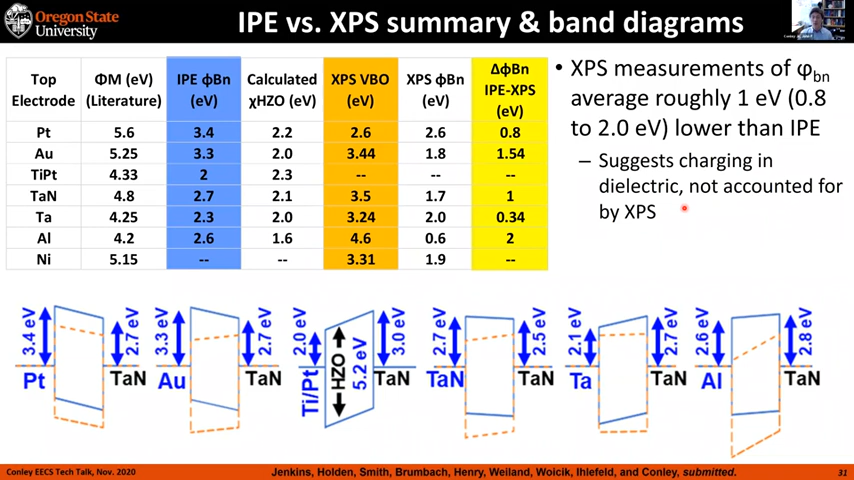 Oregon State
University
IPE vs. XPS summary & band diagrams
Top Electrode | ΦM (eV) (Literature) | IPE ϕBn (eV) | Calculated χHZO (eV) | XPS VBO (eV) | XPS ϕBn (eV) | ΔϕBn IPE-XPS (eV)
Pt | 5.6 | 3.4 | 2.2 | 2.6 | 2.6 | 0.8
Au | 5.25 | 3.3 | 2.0 | 3.44 | 1.8 | 1.54
TiPt | 4.33 | 2 | 2.3 | -- | -- | --
TaN | 4.8 | 2.7 | 2.1 | 3.5 | 1.7 | 1
Ta | 4.25 | 2.3 | 2.0 | 3.24 | 2.0 | 0.34
Al | 4.2 | 2.6 | 1.6 | 4.6 | 0.6 | 2
Ni | 5.15 | -- | -- | 3.31 | 1.9 | --
• XPS measurements of φbn
average roughly 1 eV (0.8
to 2.0 eV) lower than IPE
– Suggests charging in
dielectric, not accounted for
by XPS
3.4 eV
2.7 eV
Pt
TaN
3.3 eV
2.7 eV
Au
TaN
2.0 eV
HZO
5.2 eV
3.0 eV
Ti/Pt
TaN
2.7 eV
2.5 eV
TaN
TaN
2.1 eV
2.7 eV
Ta
TaN
2.6 eV
2.8 eV
Al
TaN
Conley EECS Tech Talk, Nov. 2020
Jenkins, Holden, Smith, Brumbach, Henry, Weiland, Woicik, Ihlefeld, and Conley, submitted.
31